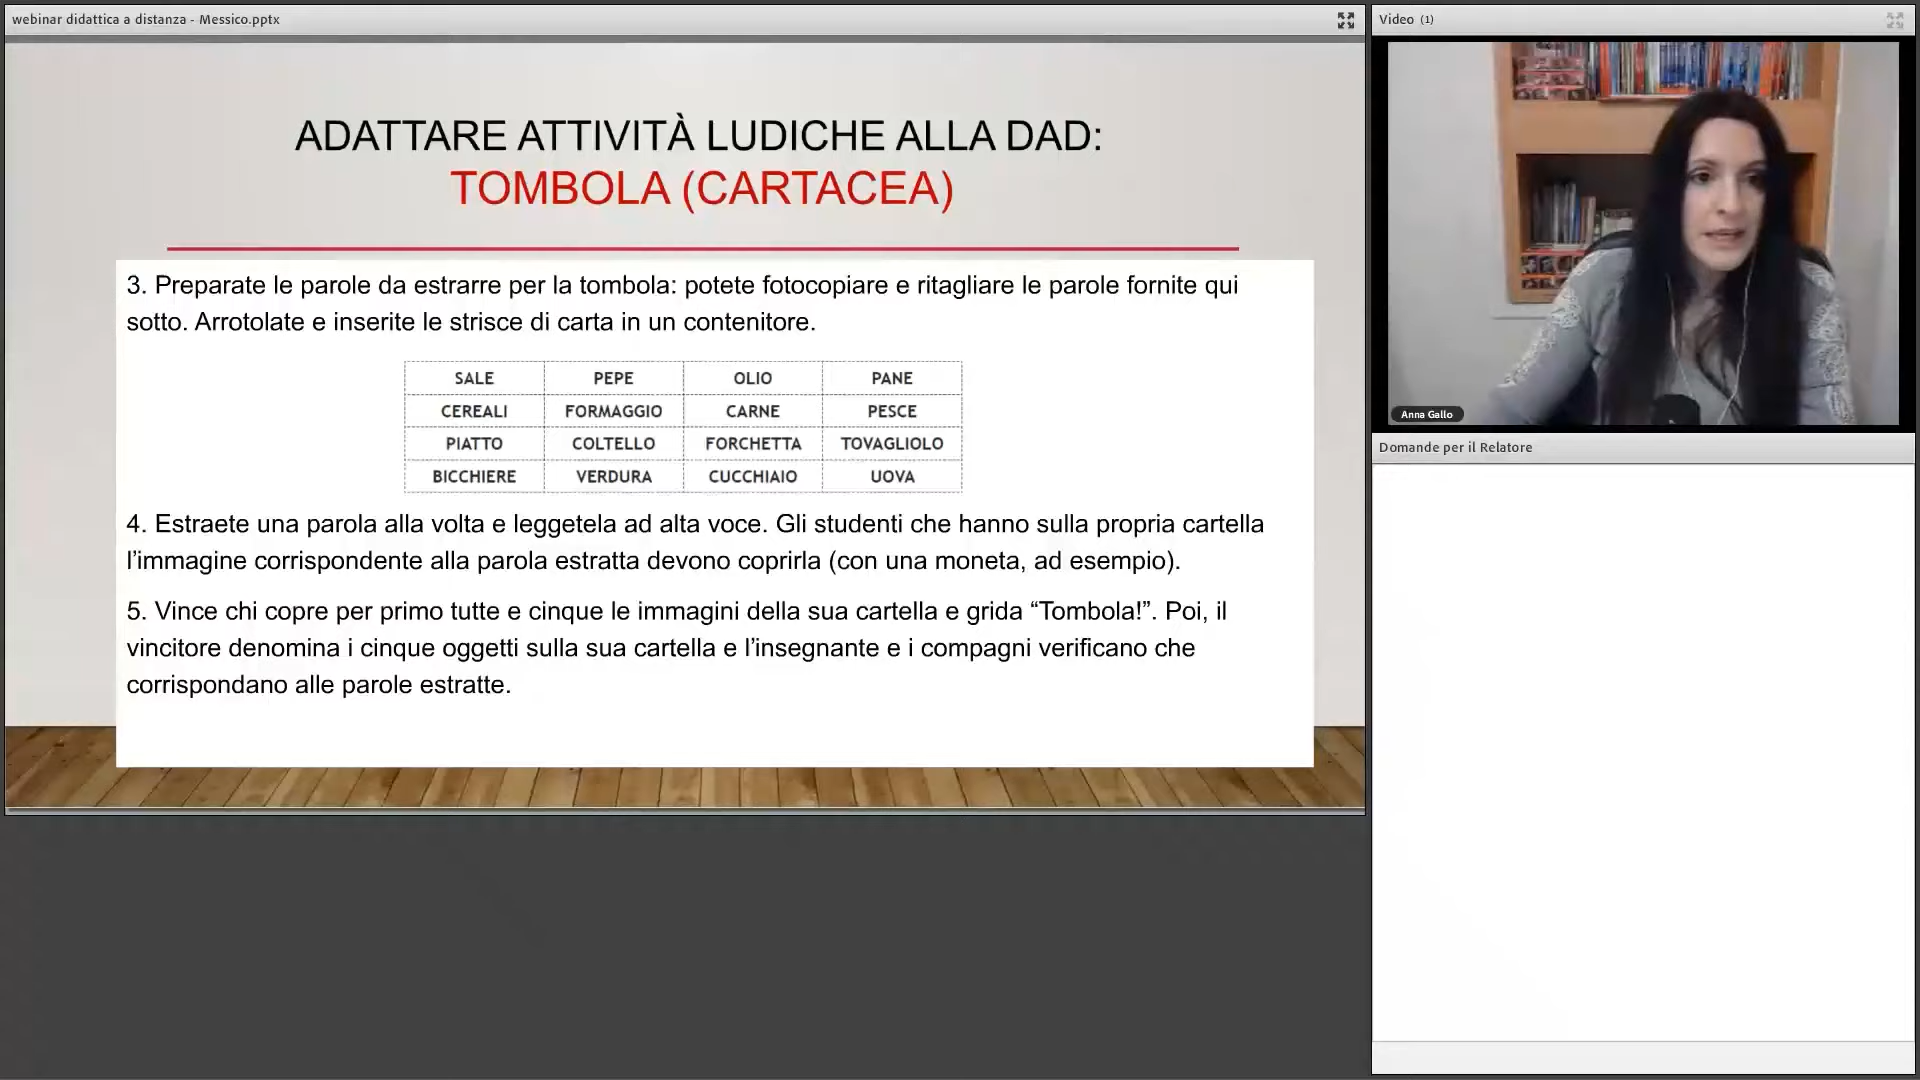 webinar didattica a distanza - Messico.pptx
ADATTARE ATTIVITÀ LUDICHE ALLA DAD:
TOMBOLA (CARTACEA)
3. Preparate le parole da estrarre per la tombola: potete fotocopiare e ritagliare le parole fornite qui
sotto. Arrotolate e inserite le strisce di carta in un contenitore.
SALE PEPE OLIO PANE
CEREALI FORMAGGIO CARNE PESCE
PIATTO COLTELLO FORCHETTA TOVAGLIOLO
BICCHIERE VERDURA CUCCHIAIO UOVA
4. Estraete una parola alla volta e leggetela ad alta voce. Gli studenti che hanno sulla propria cartella
l’immagine corrispondente alla parola estratta devono coprirla (con una moneta, ad esempio).
5. Vince chi copre per primo tutte e cinque le immagini della sua cartella e grida “Tombola!”. Poi, il
vincitore denomina i cinque oggetti sulla sua cartella e l’insegnante e i compagni verificano che
corrispondano alle parole estratte.
Video (1)
Anna Gallo
Domande per il Relatore